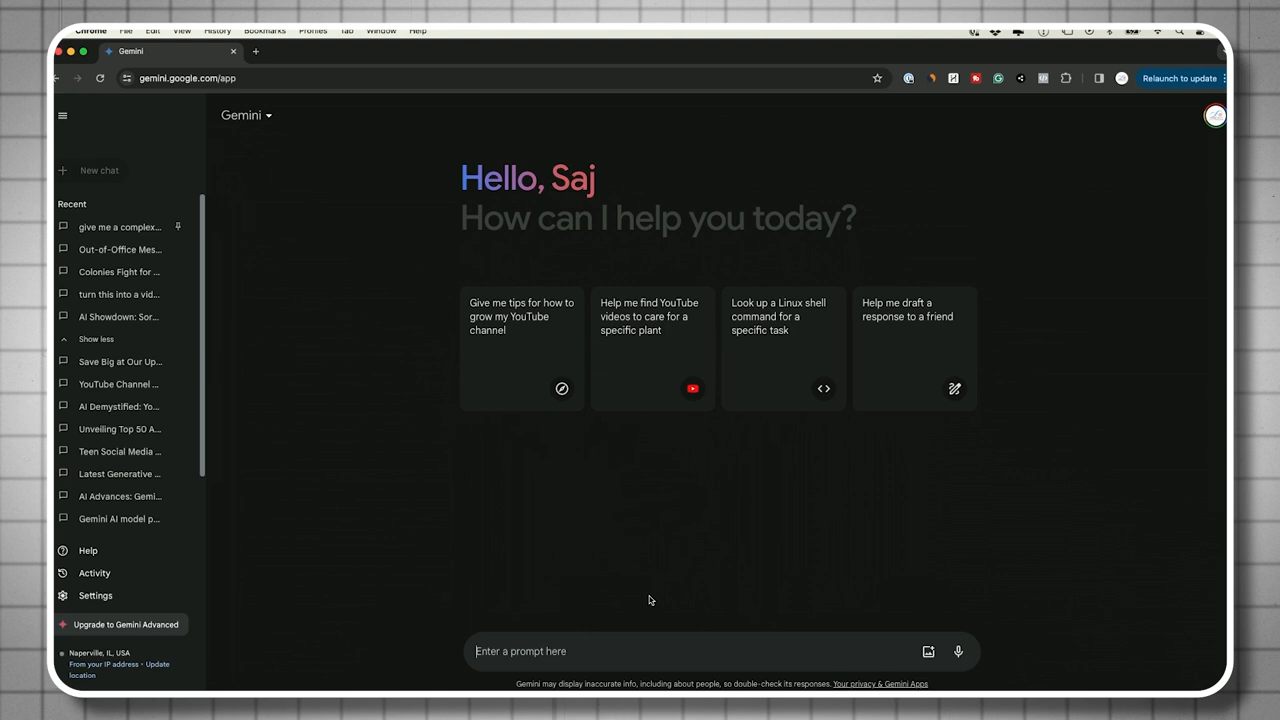 Chrome File Edit View History Bookmarks Profiles Tab Window Help
Gemini
gemini.google.com/app
Relaunch to update
Gemini
New chat
Recent
give me a complex...
Out-of-Office Mes...
Colonies Fight for ...
turn this into a vid...
AI Showdown: Sor...
Show less
Save Big at Our Up...
YouTube Channel ...
AI Demystified: Yo...
Unveiling Top 50 A...
Teen Social Media ...
Latest Generative ...
AI Advances: Gemi...
Gemini AI model p...
Help
Activity
Settings
Upgrade to Gemini Advanced
Naperville, IL, USA
From your IP address • Update
location
Hello, Saj
How can I help you today?
Give me tips for how to
grow my YouTube
channel
Help me find YouTube
videos to care for a
specific plant
Look up a Linux shell
command for a
specific task
Help me draft a
response to a friend
Enter a prompt here
Gemini may display inaccurate info, including about people, so double-check its responses. Your privacy & Gemini Apps